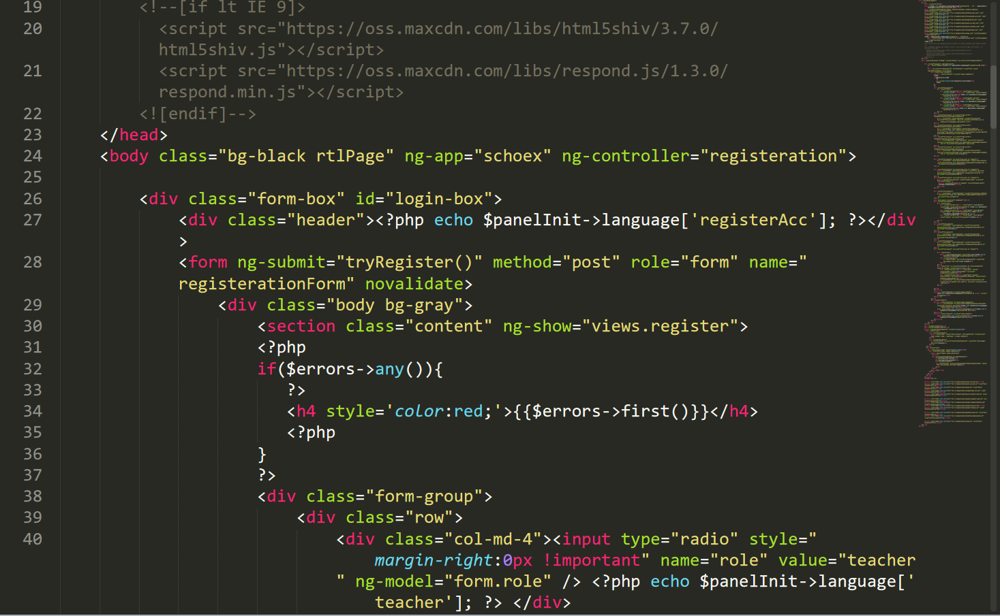 19 <!--[if lt IE 9]>
20 <script src="https://oss.maxcdn.com/libs/html5shiv/3.7.0/
html5shiv.js"></script>
21 <script src="https://oss.maxcdn.com/libs/respond.js/1.3.0/
respond.min.js"></script>
22 <![endif]-->
23 </head>
24 <body class="bg-black rtlPage" ng-app="schoex" ng-controller="registeration">
25
26 <div class="form-box" id="login-box">
27 <div class="header"><?php echo $panelInit->language['registerAcc']; ?></div
>
28 <form ng-submit="tryRegister()" method="post" role="form" name="
registerationForm" novalidate>
29 <div class="body bg-gray">
30 <section class="content" ng-show="views.register">
31 <?php
32 if($errors->any()){
33 ?>
34 <h4 style='color:red;'>{{$errors->first()}}</h4>
35 <?php
36 }
37 ?>
38 <div class="form-group">
39 <div class="row">
40 <div class="col-md-4"><input type="radio" style="
margin-right:0px !important" name="role" value="teacher
" ng-model="form.role" /> <?php echo $panelInit->language['
teacher']; ?> </div>